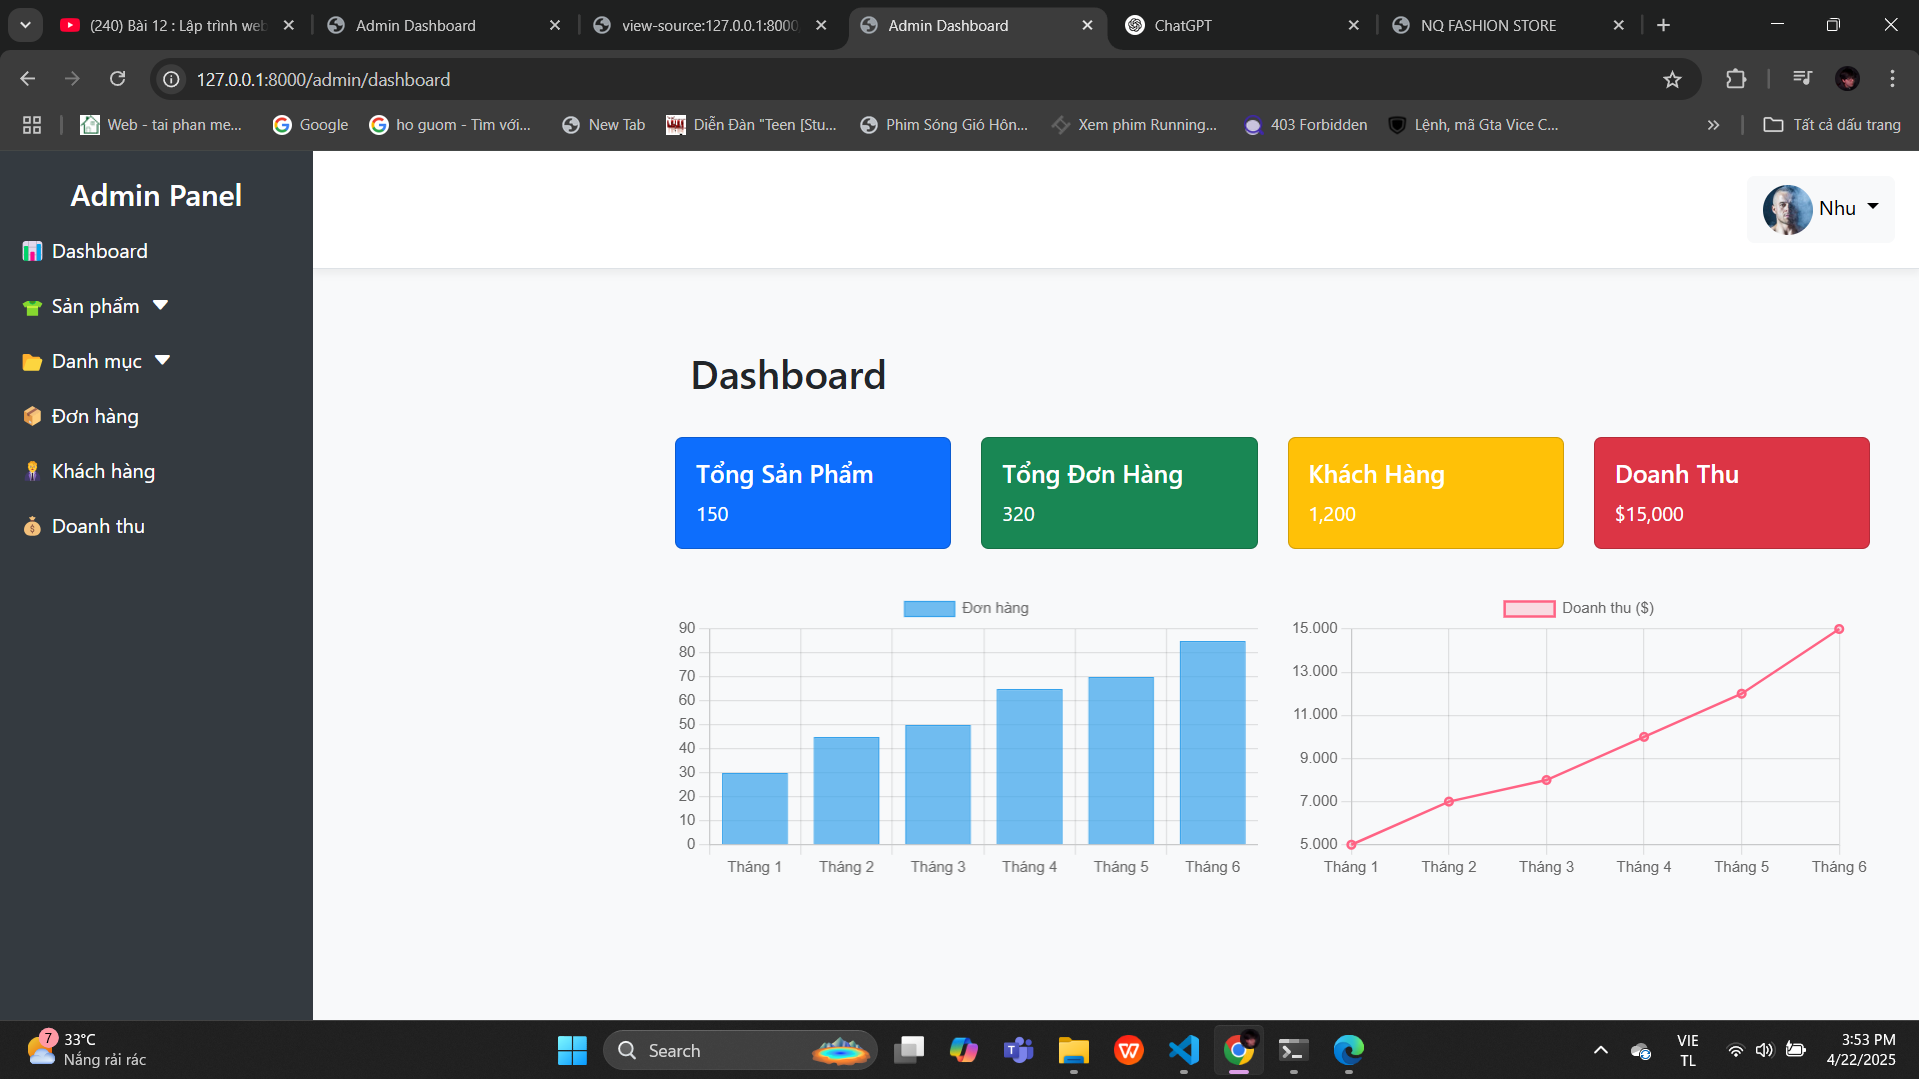 (240) Bài 12 : Lập trình web
Admin Dashboard
view-source:127.0.0.1:8000
Admin Dashboard
ChatGPT
NQ FASHION STORE
127.0.0.1:8000/admin/dashboard
Web - tai phan me...
Google
ho guom - Tìm với...
New Tab
Diễn Đàn "Teen [Stu...
Phim Sóng Gió Hôn...
Xem phim Running...
403 Forbidden
Lệnh, mã Gta Vice C...
Tất cả dấu trang
Admin Panel
Dashboard
Sản phẩm
Danh mục
Đơn hàng
Khách hàng
Doanh thu
Nhu
Dashboard
Tổng Sản Phẩm
150
Tổng Đơn Hàng
320
Khách Hàng
1,200
Doanh Thu
$15,000
Đơn hàng
90
80
70
60
50
40
30
20
10
0
Tháng 1
Tháng 2
Tháng 3
Tháng 4
Tháng 5
Tháng 6
Doanh thu ($)
15.000
13.000
11.000
9.000
7.000
5.000
Tháng 1
Tháng 2
Tháng 3
Tháng 4
Tháng 5
Tháng 6
7
33°C
Nắng rải rác
Search
VIE
TL
3:53 PM
4/22/2025